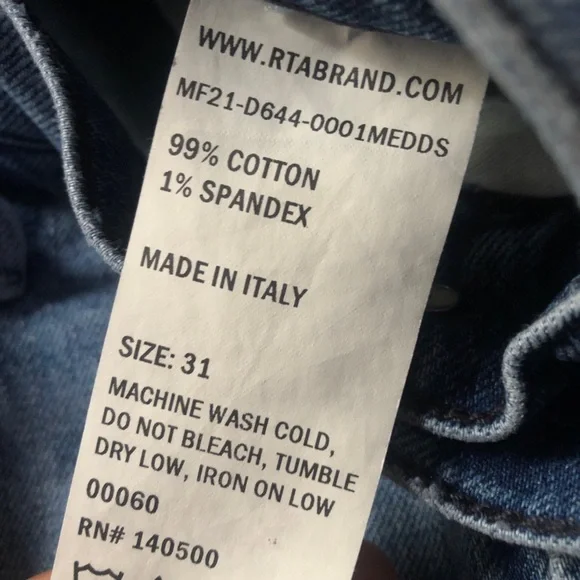 WWW.RTABRAND.COM
MF21-D644-0001MEDDS
99% COTTON
1% SPANDEX
MADE IN ITALY
SIZE: 31
MACHINE WASH COLD,
DO NOT BLEACH, TUMBLE
DRY LOW, IRON ON LOW
00060
RN# 140500